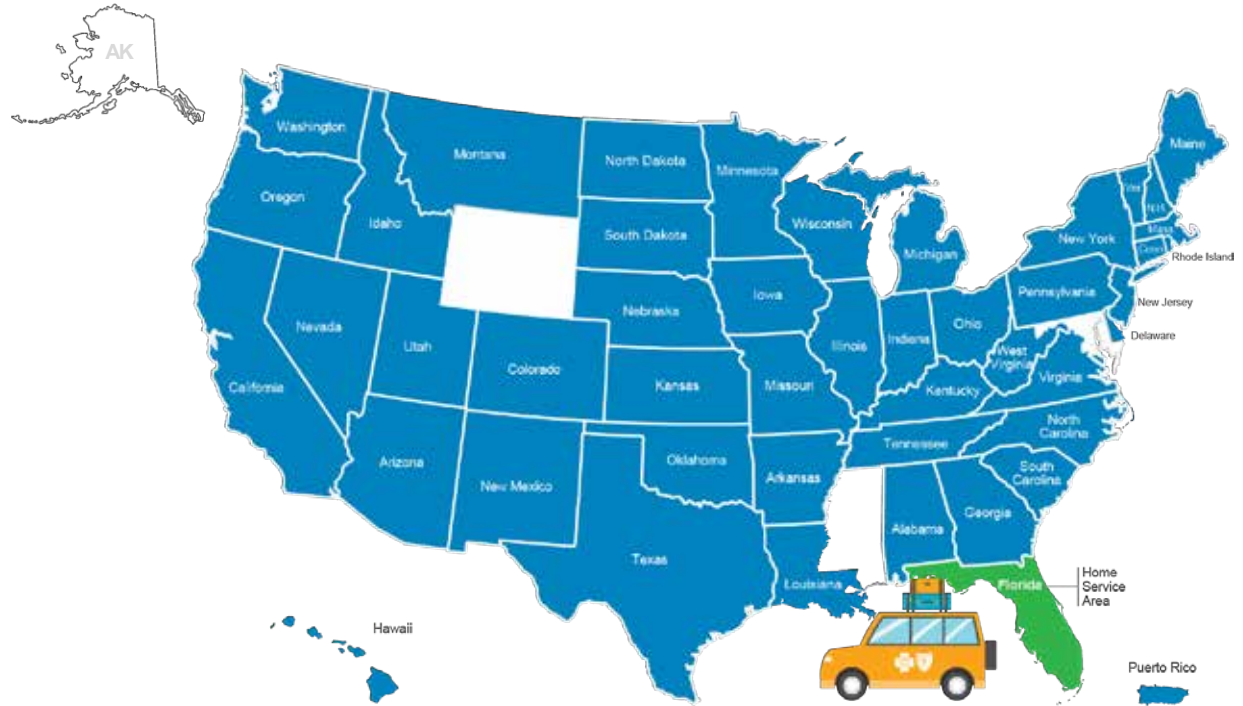 AK
Washington
Montana
North Dakota
Minnesota
Maine
Oregon
Idaho
South Dakota
Wisconsin
Michigan
New York
N.H.
Mass
Conn
Rhode Island
Nevada
Utah
Colorado
Nebraska
Iowa
Illinois
Indiana
Ohio
Pennsylvania
New Jersey
Delaware
West
Virginia
Virginia
California
Kansas
Missouri
Kentucky
North
Carolina
Tennessee
South
Carolina
Arizona
New Mexico
Oklahoma
Arkansas
Alabama
Georgia
Texas
Louisiana
Florida
Home
Service
Area
Hawaii
Puerto Rico